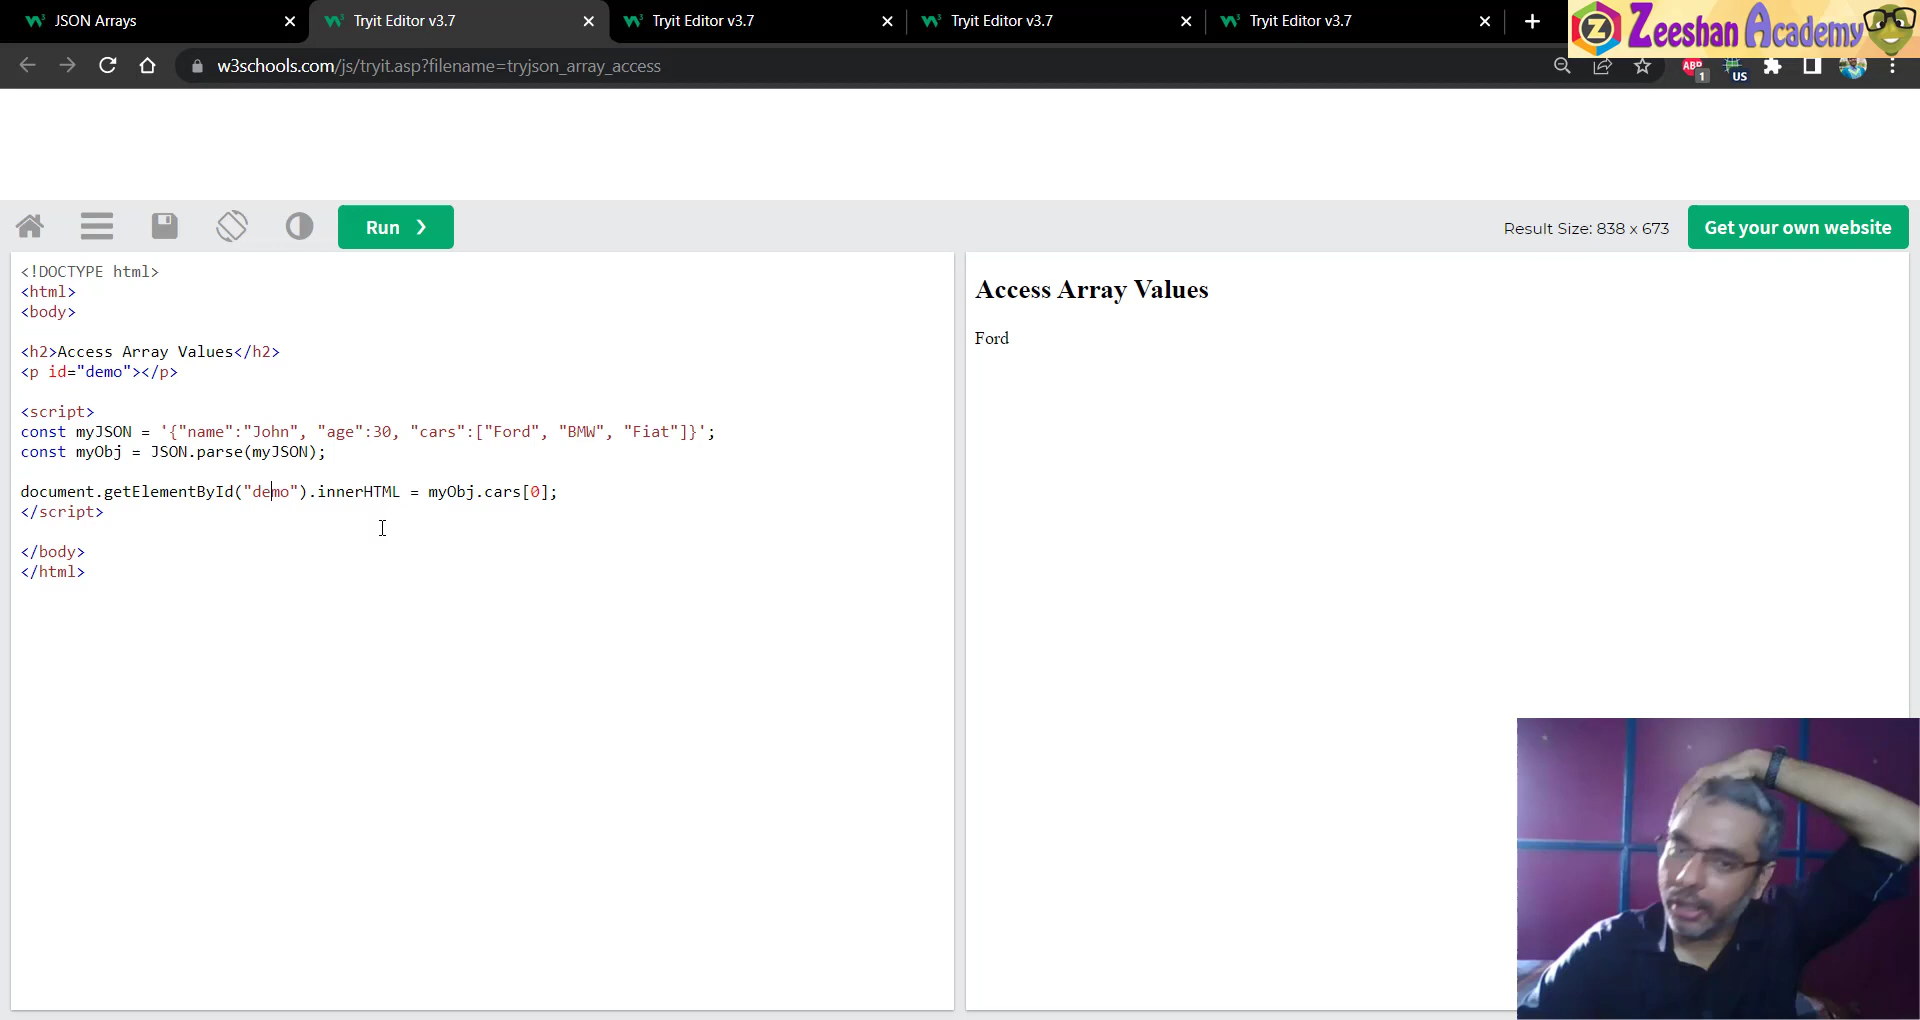 JSON Arrays
Tryit Editor v3.7
Tryit Editor v3.7
Tryit Editor v3.7
Tryit Editor v3.7
Zeeshan Academy
w3schools.com/js/tryit.asp?filename=tryjson_array_access
ABP
1
US
Run ❯
Result Size: 838 x 673
Get your own website
<!DOCTYPE html>
<html>
<body>
<h2>Access Array Values</h2>
<p id="demo"></p>
<script>
const myJSON = '{"name":"John", "age":30, "cars":["Ford", "BMW", "Fiat"]}';
const myObj = JSON.parse(myJSON);
document.getElementById("demo").innerHTML = myObj.cars[0];
</script>
</body>
</html>
Access Array Values
Ford